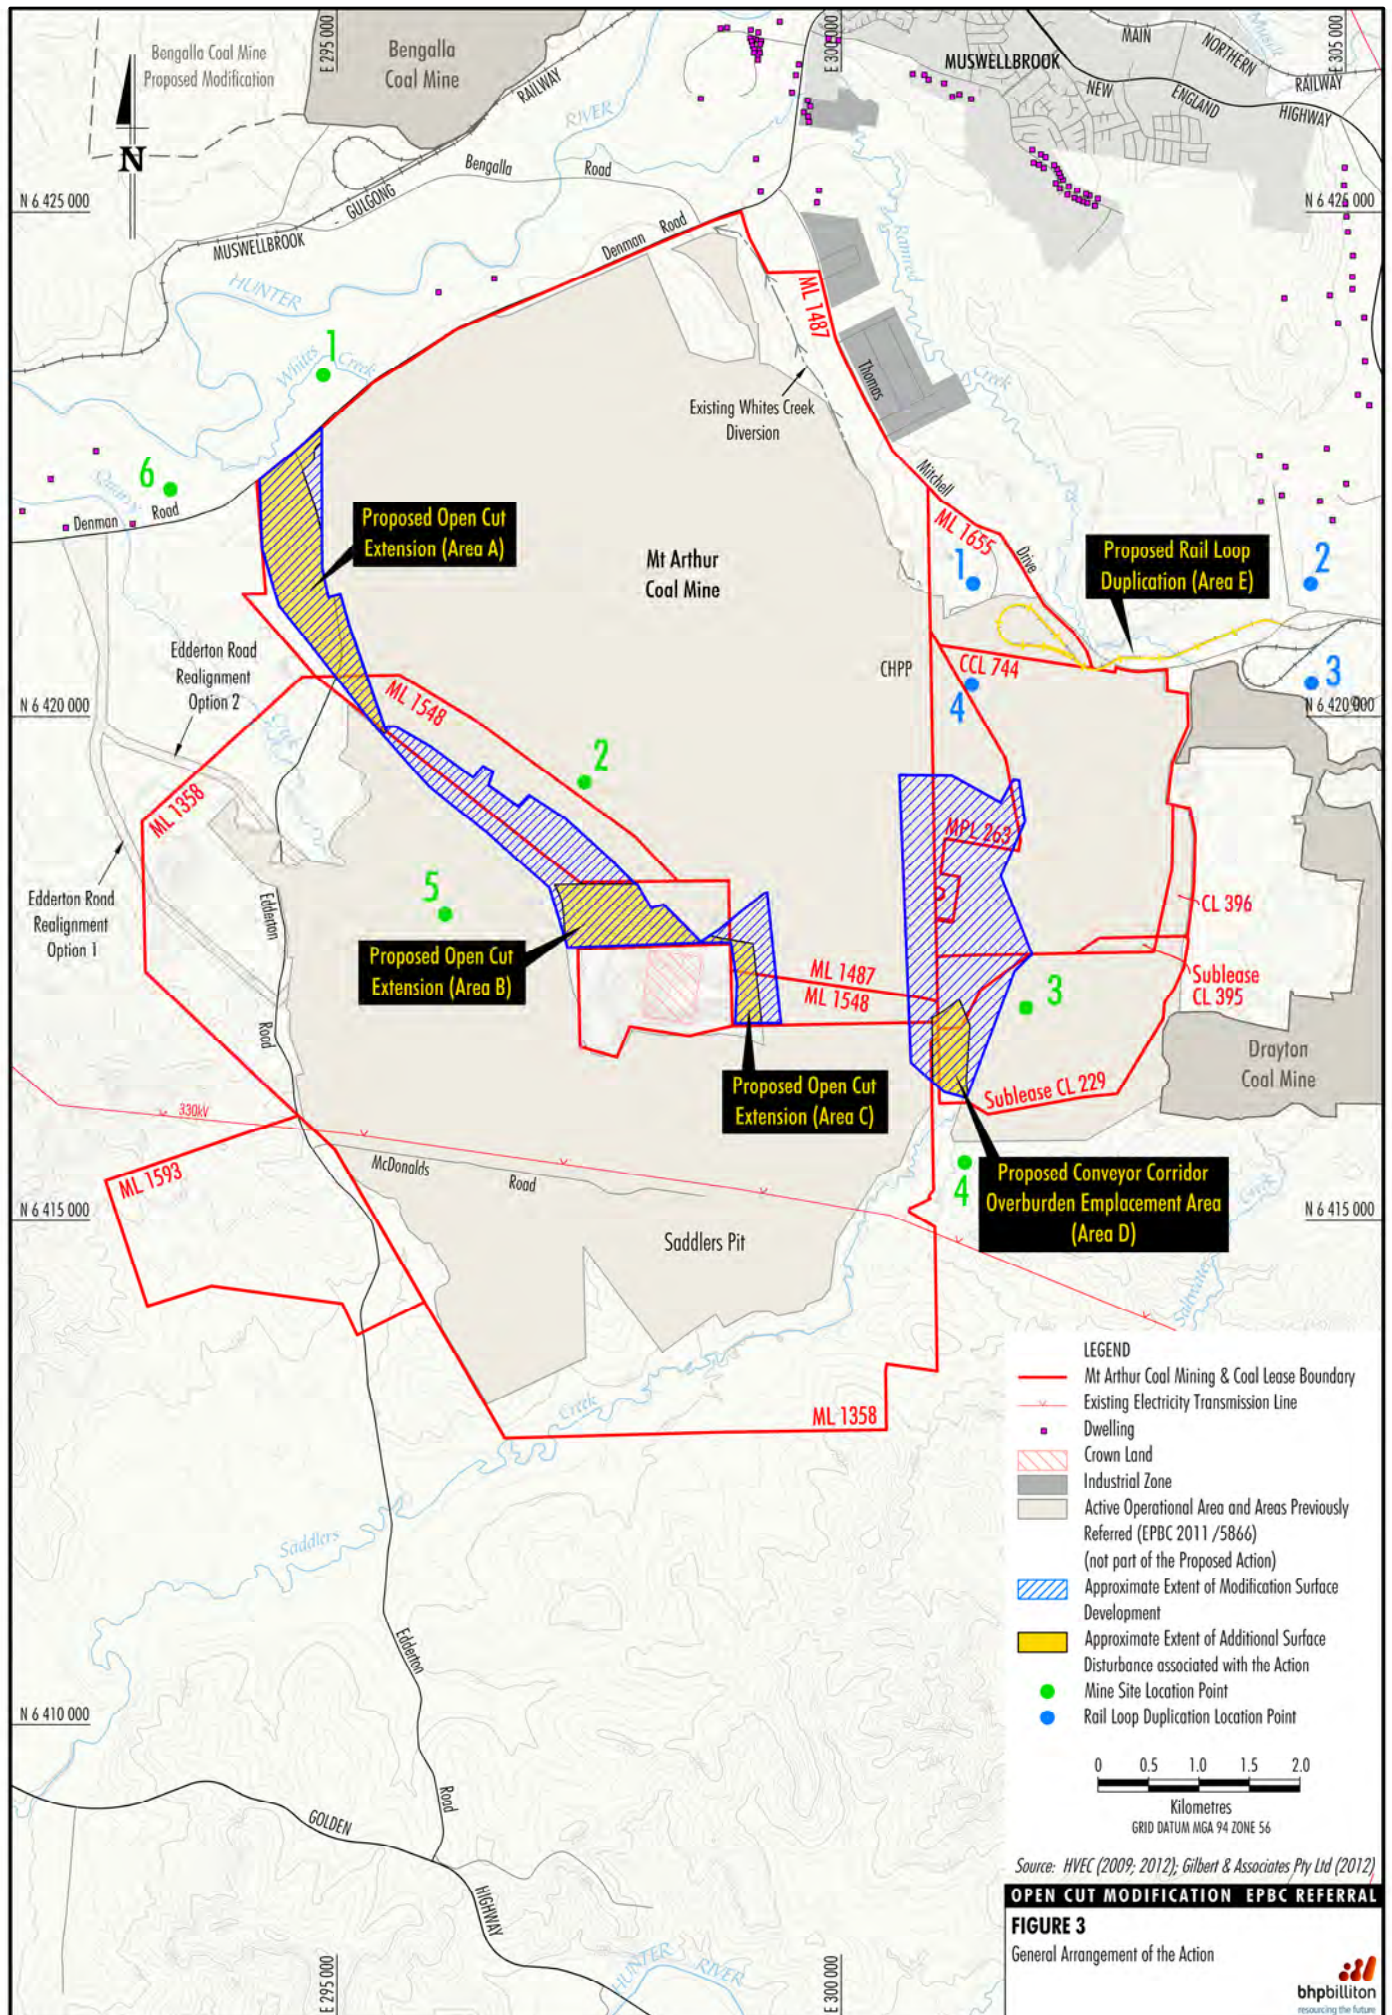 Bengalla Coal Mine
Proposed Modification
Bengalla
Coal Mine
E 295 000
E 300 000
E 305 000
MUSWELLBROOK
MAIN
NORTHERN
RAILWAY
NEW
ENGLAND
HIGHWAY
RAILWAY
RIVER
N
Bengalla
Road
GULGONG
MUSWELLBROOK
N 6 425 000
N 6 425 000
Denman
Road
HUNTER
Ramrod
Creek
ML 1487
Thomas
1
Whites
Creek
Existing Whites Creek
Diversion
Mitchell
6
Denman
Road
Proposed Open Cut
Extension (Area A)
Mt Arthur
Coal Mine
ML 1655
Drive
Proposed Rail Loop
Duplication (Area E)
1
2
Edderton Road
Realignment
Option 2
CHPP
CCL 744
3
4
N 6 420 000
N 6 420 000
ML 1548
2
ML 1358
MPL 263
Edderton Road
Realignment
Option 1
5
Edderton
CL 396
Proposed Open Cut
Extension (Area B)
ML 1487
ML 1548
Sublease
CL 395
3
Road
Drayton
Coal Mine
Proposed Open Cut
Extension (Area C)
Sublease CL 229
330kV
McDonalds
Road
ML 1593
4
Proposed Conveyor Corridor
Overburden Emplacement Area
(Area D)
Creek
Saltwater
N 6 415 000
N 6 415 000
Saddlers Pit
Creek
ML 1358
Saddlers
Edderton
Road
N 6 410 000
GOLDEN
HIGHWAY
HUNTER
RIVER
E 295 000
E 300 000
LEGEND
Mt Arthur Coal Mining & Coal Lease Boundary
Existing Electricity Transmission Line
Dwelling
Crown Land
Industrial Zone
Active Operational Area and Areas Previously
Referred (EPBC 2011 /5866)
(not part of the Proposed Action)
Approximate Extent of Modification Surface
Development
Approximate Extent of Additional Surface
Disturbance associated with the Action
Mine Site Location Point
Rail Loop Duplication Location Point
0 0.5 1.0 1.5 2.0
Kilometres
GRID DATUM MGA 94 ZONE 56
Source: HVEC (2009; 2012); Gilbert & Associates Pty Ltd (2012)
OPEN CUT MODIFICATION EPBC REFERRAL
FIGURE 3
General Arrangement of the Action
bhpbilliton
resourcing the future